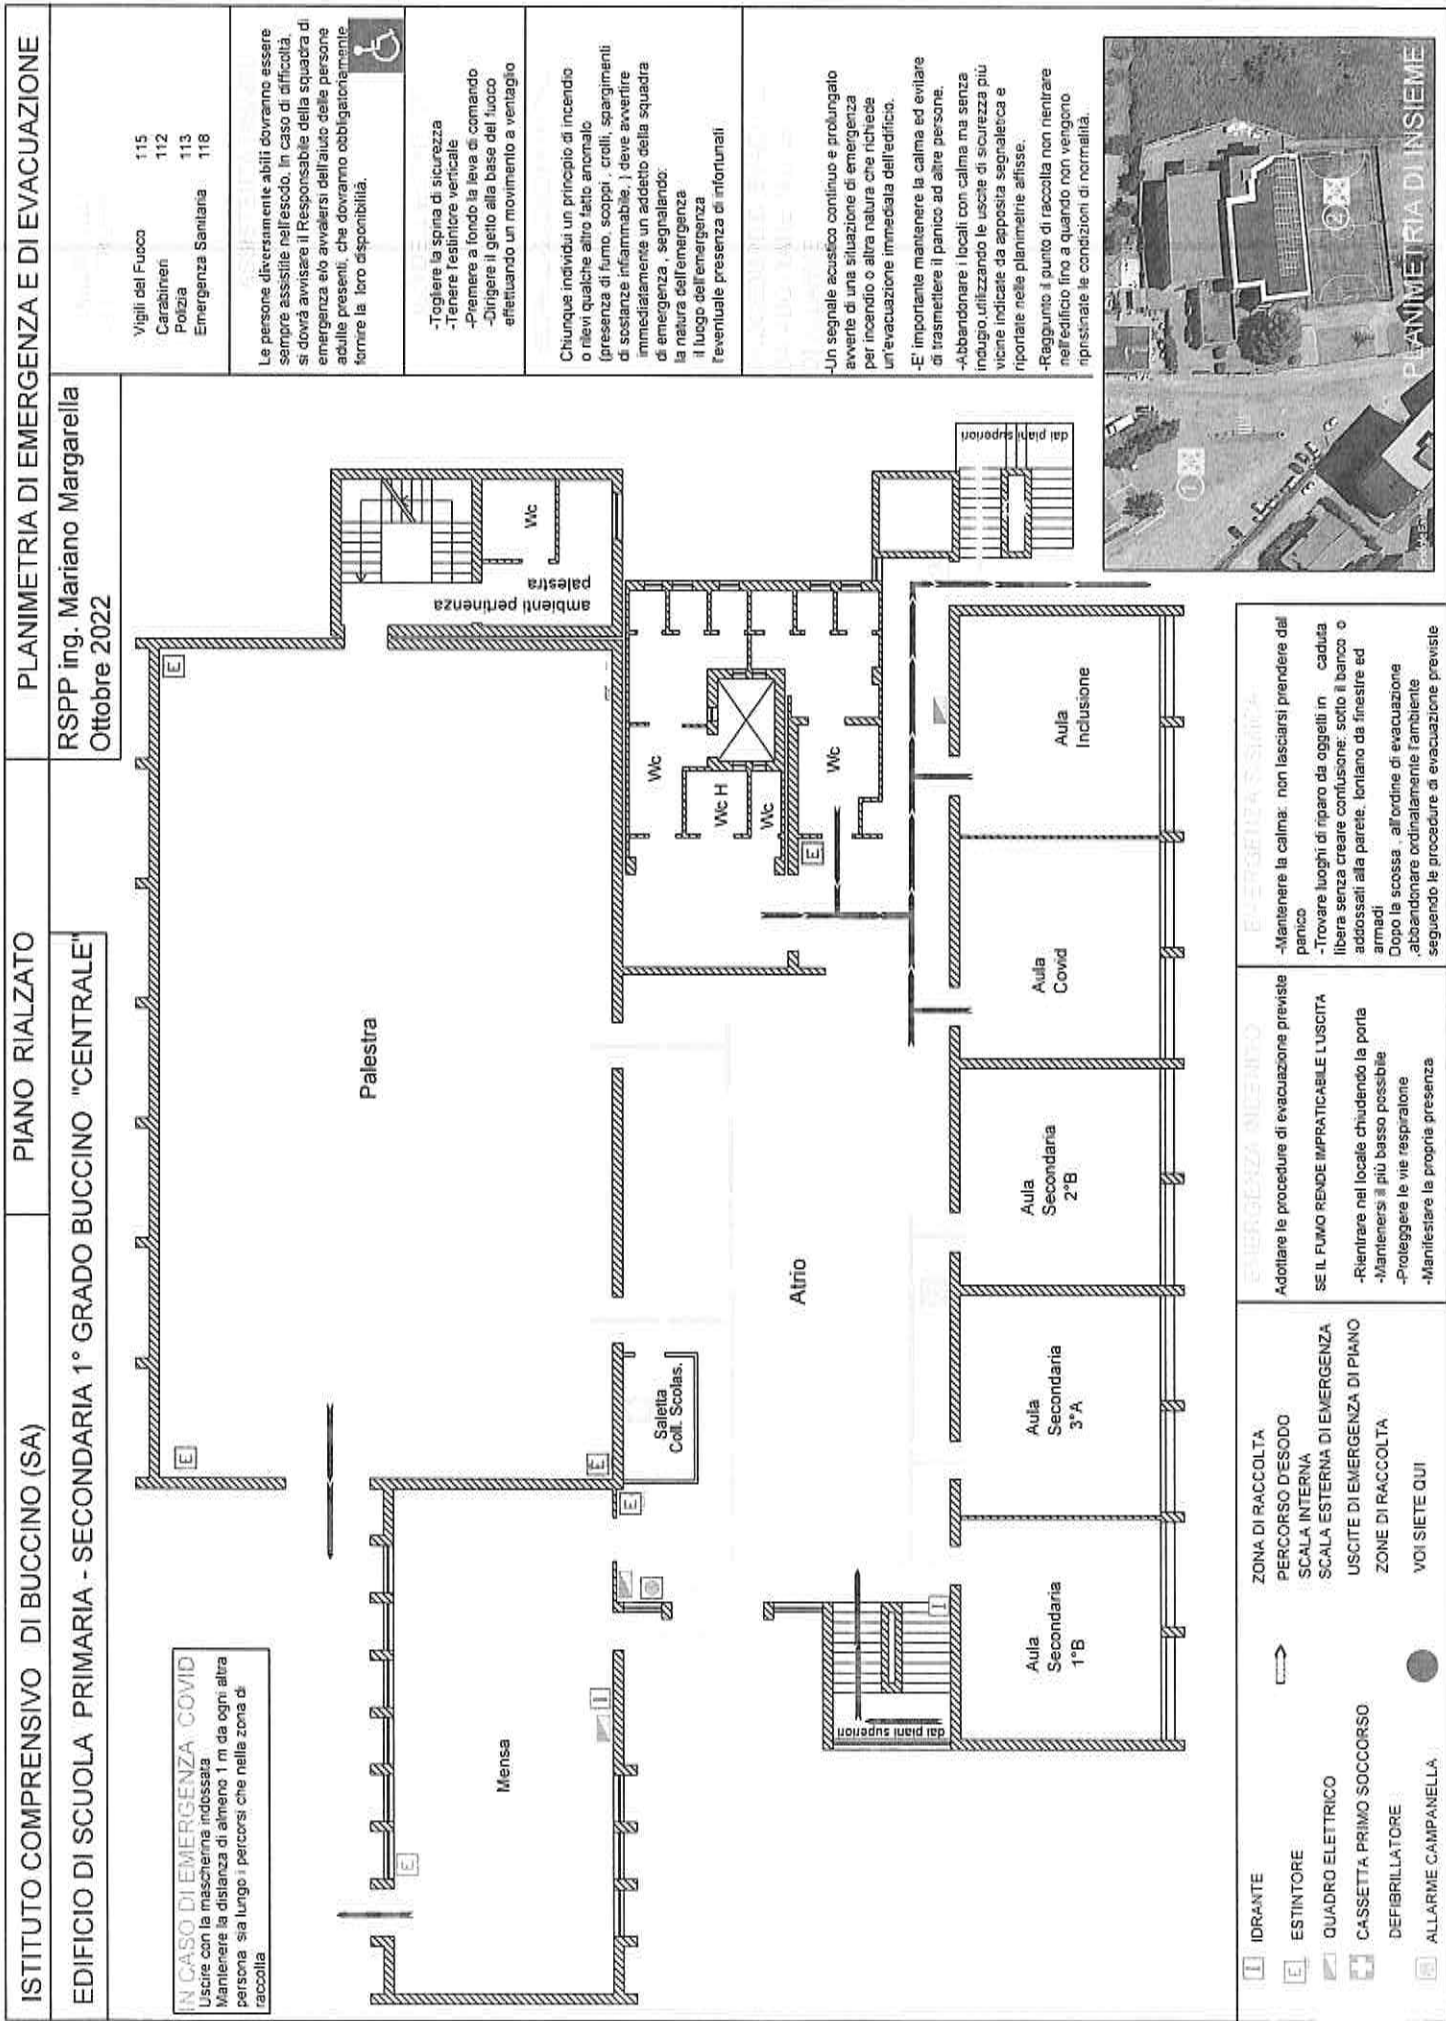 ISTITUTO COMPRENSIVO DI BUCCINO (SA)
PIANO RIALZATO
PLANIMETRIA DI EMERGENZA E DI EVACUAZIONE
EDIFICIO DI SCUOLA PRIMARIA - SECONDARIA 1° GRADO BUCCINO "CENTRALE"
RSPP ing. Mariano Margarella
Ottobre 2022
Vigili del Fuoco 115
Carabinieri 112
Polizia 113
Emergenza Sanitaria 118
Le persone diversamente abili dovranno essere
sempre assistite nell'esodo. In caso di difficoltà,
si dovrà avvisare il Responsabile della squadra di
emergenza e/o avvalersi dell'aiuto delle persone
adulte presenti, che dovranno obbligatoriamente
fornire la loro disponibilità.
-Togliere la spina di sicurezza
-Tenere l'estintore verticale
-Premere a fondo la leva di comando
-Dirigere il getto alla base del fuoco
effettuando un movimento a ventaglio
Chiunque individui un principio di incendio
o rilevi qualche altro fatto anomalo
(presenza di fumo, scoppi , crolli, spargimenti
di sostanze infiammabile, ) deve avvertire
immediatamente un addetto della squadra
di emergenza , segnalando:
la natura dell'emergenza
il luogo dell'emergenza
l'eventuale presenza di infortunati
-Un segnale acustico continuo e prolungato
avverte di una situazione di emergenza
per incendio o altra natura che richiede
un'evacuazione immediata dell'edificio.
-E' importante mantenere la calma ed evitare
di trasmettere il panico ad altre persone.
-Abbandonare i locali con calma ma senza
indugio,utilizzando le uscite di sicurezza più
vicine indicate da apposita segnaletica e
riportate nelle planimetrie affisse.
-Raggiunto il punto di raccolta non rientrare
nell'edificio fino a quando non vengono
ripristinate le condizioni di normalità.
PLANIMETRIA DI INSIEME
1
2
IN CASO DI EMERGENZA COVID
Uscire con la mascherina indossata
Mantenere la distanza di almeno 1 m da ogni altra
persona sia lungo i percorsi che nella zona di
raccolta
Palestra
E
E
E
E
E
E
ambienti pertinenza
palestra
Wc
Wc
Wc H
Wc
Wc
Mensa
I
Saletta
Coll. Scolas.
Atrio
I
dai piani superiori
dai piani superiori
Aula
Secondaria
1°B
Aula
Secondaria
3°A
Aula
Secondaria
2°B
Aula
Covid
Aula
Inclusione
I IDRANTE
E ESTINTORE
QUADRO ELETTRICO
CASSETTA PRIMO SOCCORSO
DEFIBRILLATORE
ALLARME CAMPANELLA
ZONA DI RACCOLTA
PERCORSO D'ESODO
SCALA INTERNA
SCALA ESTERNA DI EMERGENZA
USCITE DI EMERGENZA DI PIANO
ZONE DI RACCOLTA
VOI SIETE QUI
EMERGENZA INCENDIO
Adottare le procedure di evacuazione previste
SE IL FUMO RENDE IMPRATICABILE L'USCITA
-Rientrare nel locale chiudendo la porta
-Mantenersi il più basso possibile
-Proteggere le vie respiratone
-Manifestare la propria presenza
EMERGENZA SISMICA
-Mantenere la calma: non lasciarsi prendere dal
panico
-Trovare luoghi di riparo da oggetti in caduta
libera senza creare confusione: sotto il banco o
addossati alla parete, lontano da finestre ed
armadi
Dopo la scossa , all'ordine di evacuazione
,abbandonare ordinatamente l'ambiente
seguendo le procedure di evacuazione previste